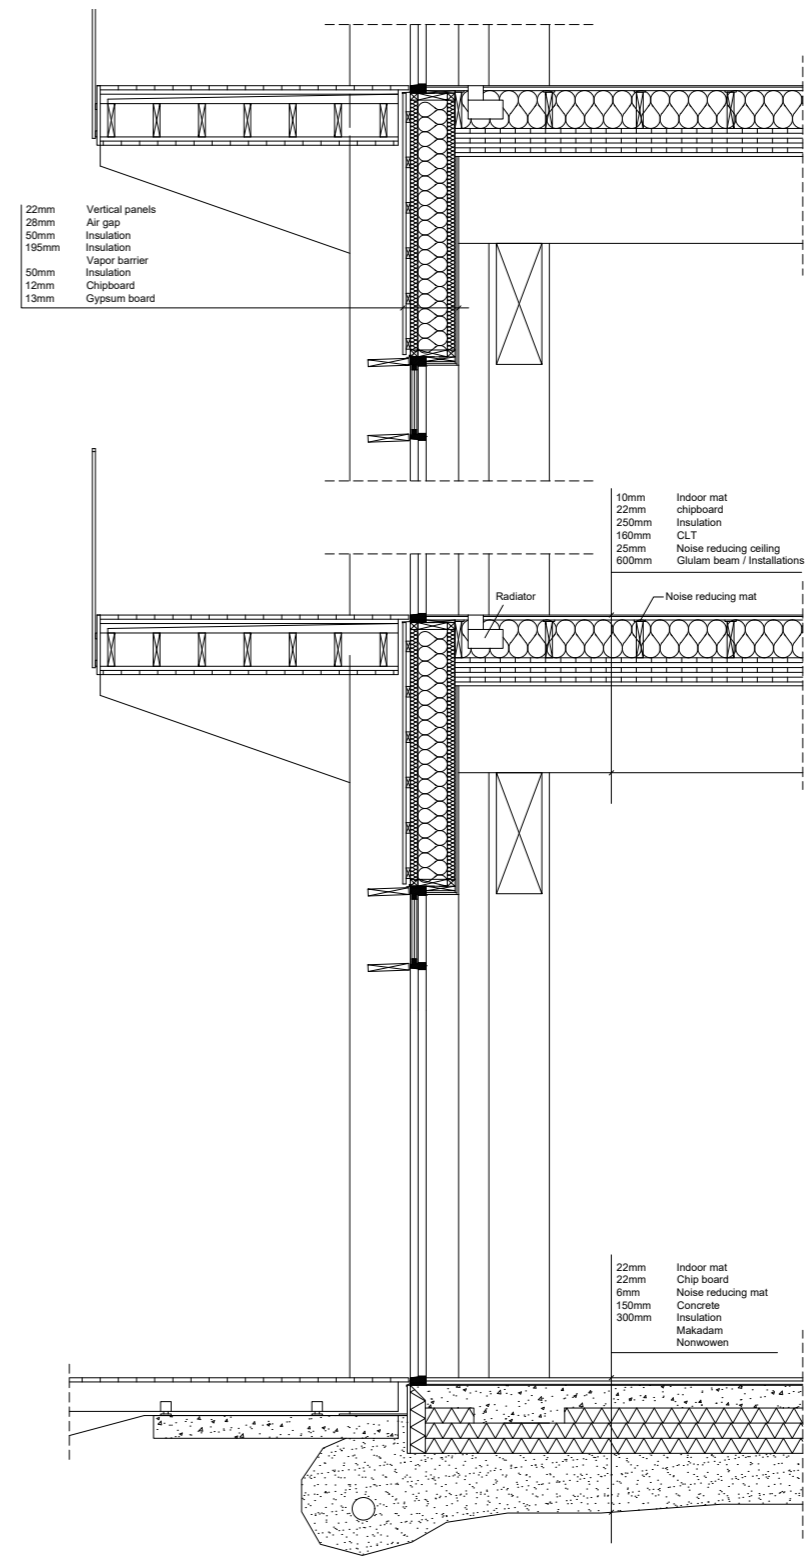 22mm Vertical panels
28mm Air gap
50mm Insulation
195mm Insulation
Vapor barrier
50mm Insulation
12mm Chipboard
13mm Gypsum board
10mm Indoor mat
22mm chipboard
250mm Insulation
160mm CLT
25mm Noise reducing ceiling
600mm Glulam beam / Installations
Radiator
Noise reducing mat
22mm Indoor mat
22mm Chip board
6mm Noise reducing mat
150mm Concrete
300mm Insulation
Makadam
Nonwowen